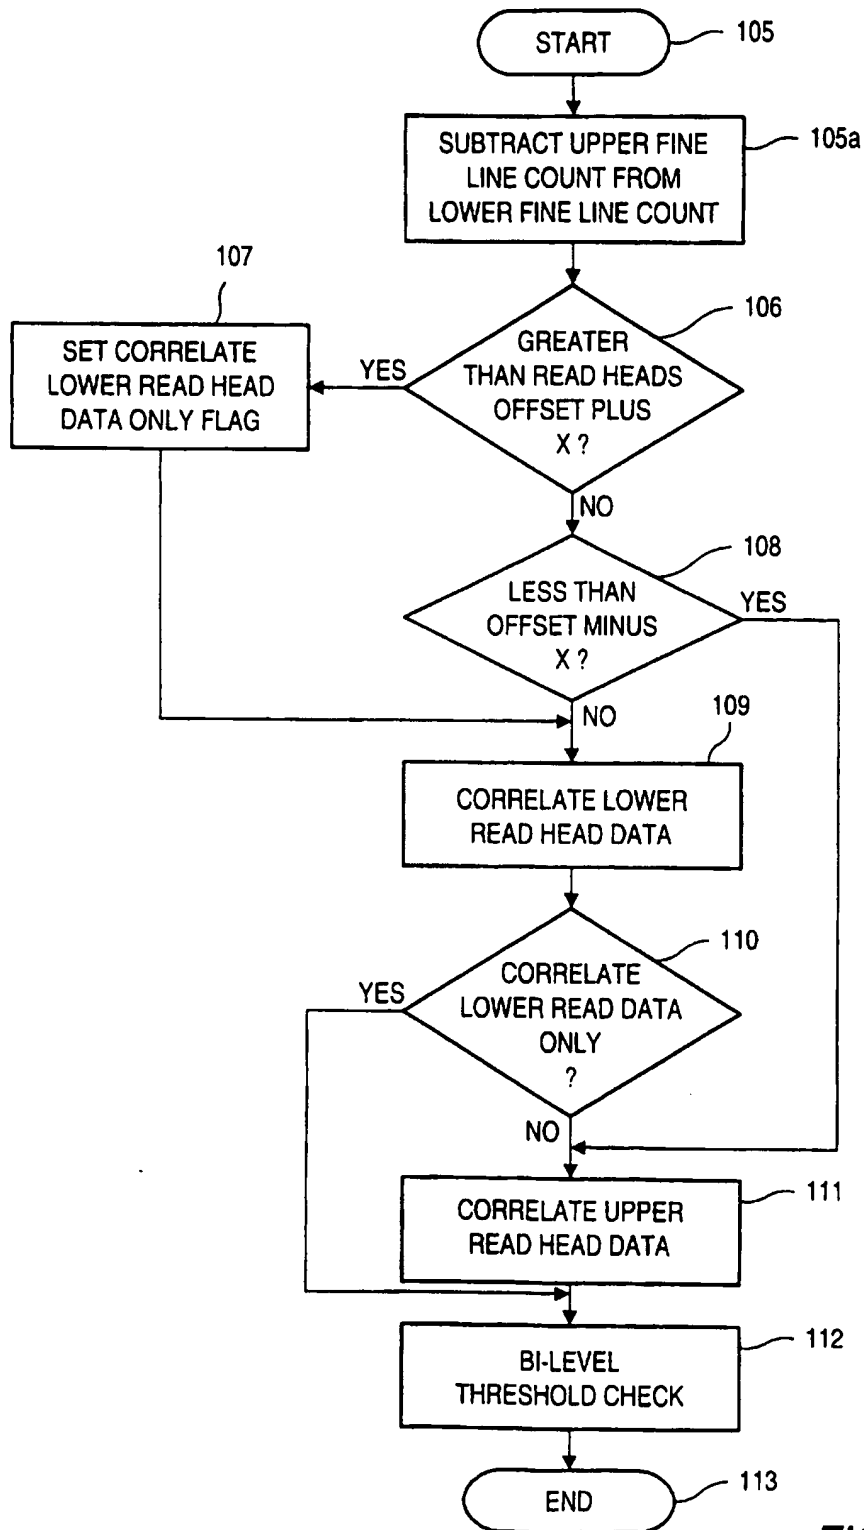 START
105
SUBTRACT UPPER FINE
LINE COUNT FROM
LOWER FINE LINE COUNT
105a
107
SET CORRELATE
LOWER READ HEAD
DATA ONLY FLAG
YES
GREATER
THAN READ HEADS
OFFSET PLUS
X ?
106
NO
LESS THAN
OFFSET MINUS
X ?
108
YES
NO
109
CORRELATE LOWER
READ HEAD DATA
110
YES
CORRELATE
LOWER READ DATA
ONLY
?
NO
CORRELATE UPPER
READ HEAD DATA
111
BI-LEVEL
THRESHOLD CHECK
112
END
113